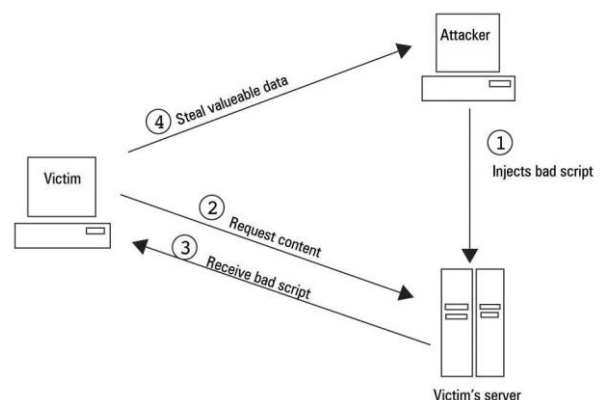 Attacker
④ Steal valueable data
① 
Injects bad script
Victim
② Request content
③ Receive bad script
Victim's server